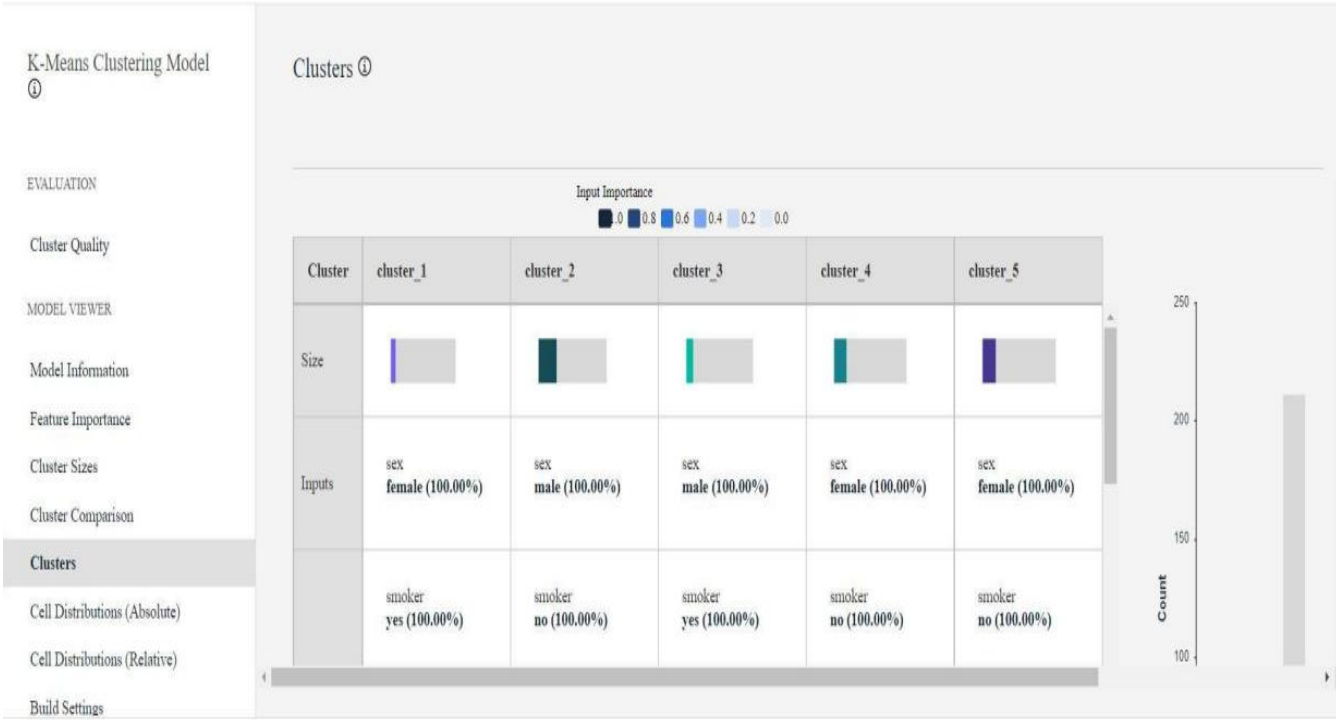 K-Means Clustering Model
EVALUATION
Cluster Quality
MODEL VIEWER
Model Information
Feature Importance
Cluster Sizes
Cluster Comparison
Clusters
Cell Distributions (Absolute)
Cell Distributions (Relative)
Build Settings
Clusters
Input Importance
1.0 0.8 0.6 0.4 0.2 0.0
Cluster cluster_1 cluster_2 cluster_3 cluster_4 cluster_5
Size
Inputs
sex sex sex sex sex
female (100.00%) male (100.00%) male (100.00%) female (100.00%) female (100.00%)
smoker smoker smoker smoker smoker
yes (100.00%) no (100.00%) yes (100.00%) no (100.00%) no (100.00%)
250
200
150
100
Count